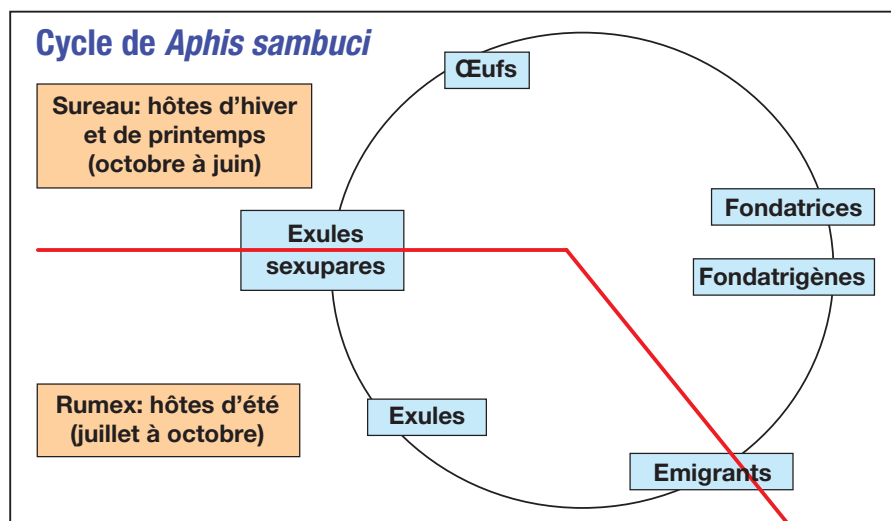 Cycle de Aphis sambuci
Œufs
Sureau: hôtes d'hiver
et de printemps
(octobre à juin)
Fondatrices
Exules
sexupares
Fondatrigènes
Rumex: hôtes d'été
(juillet à octobre)
Exules
Emigrants